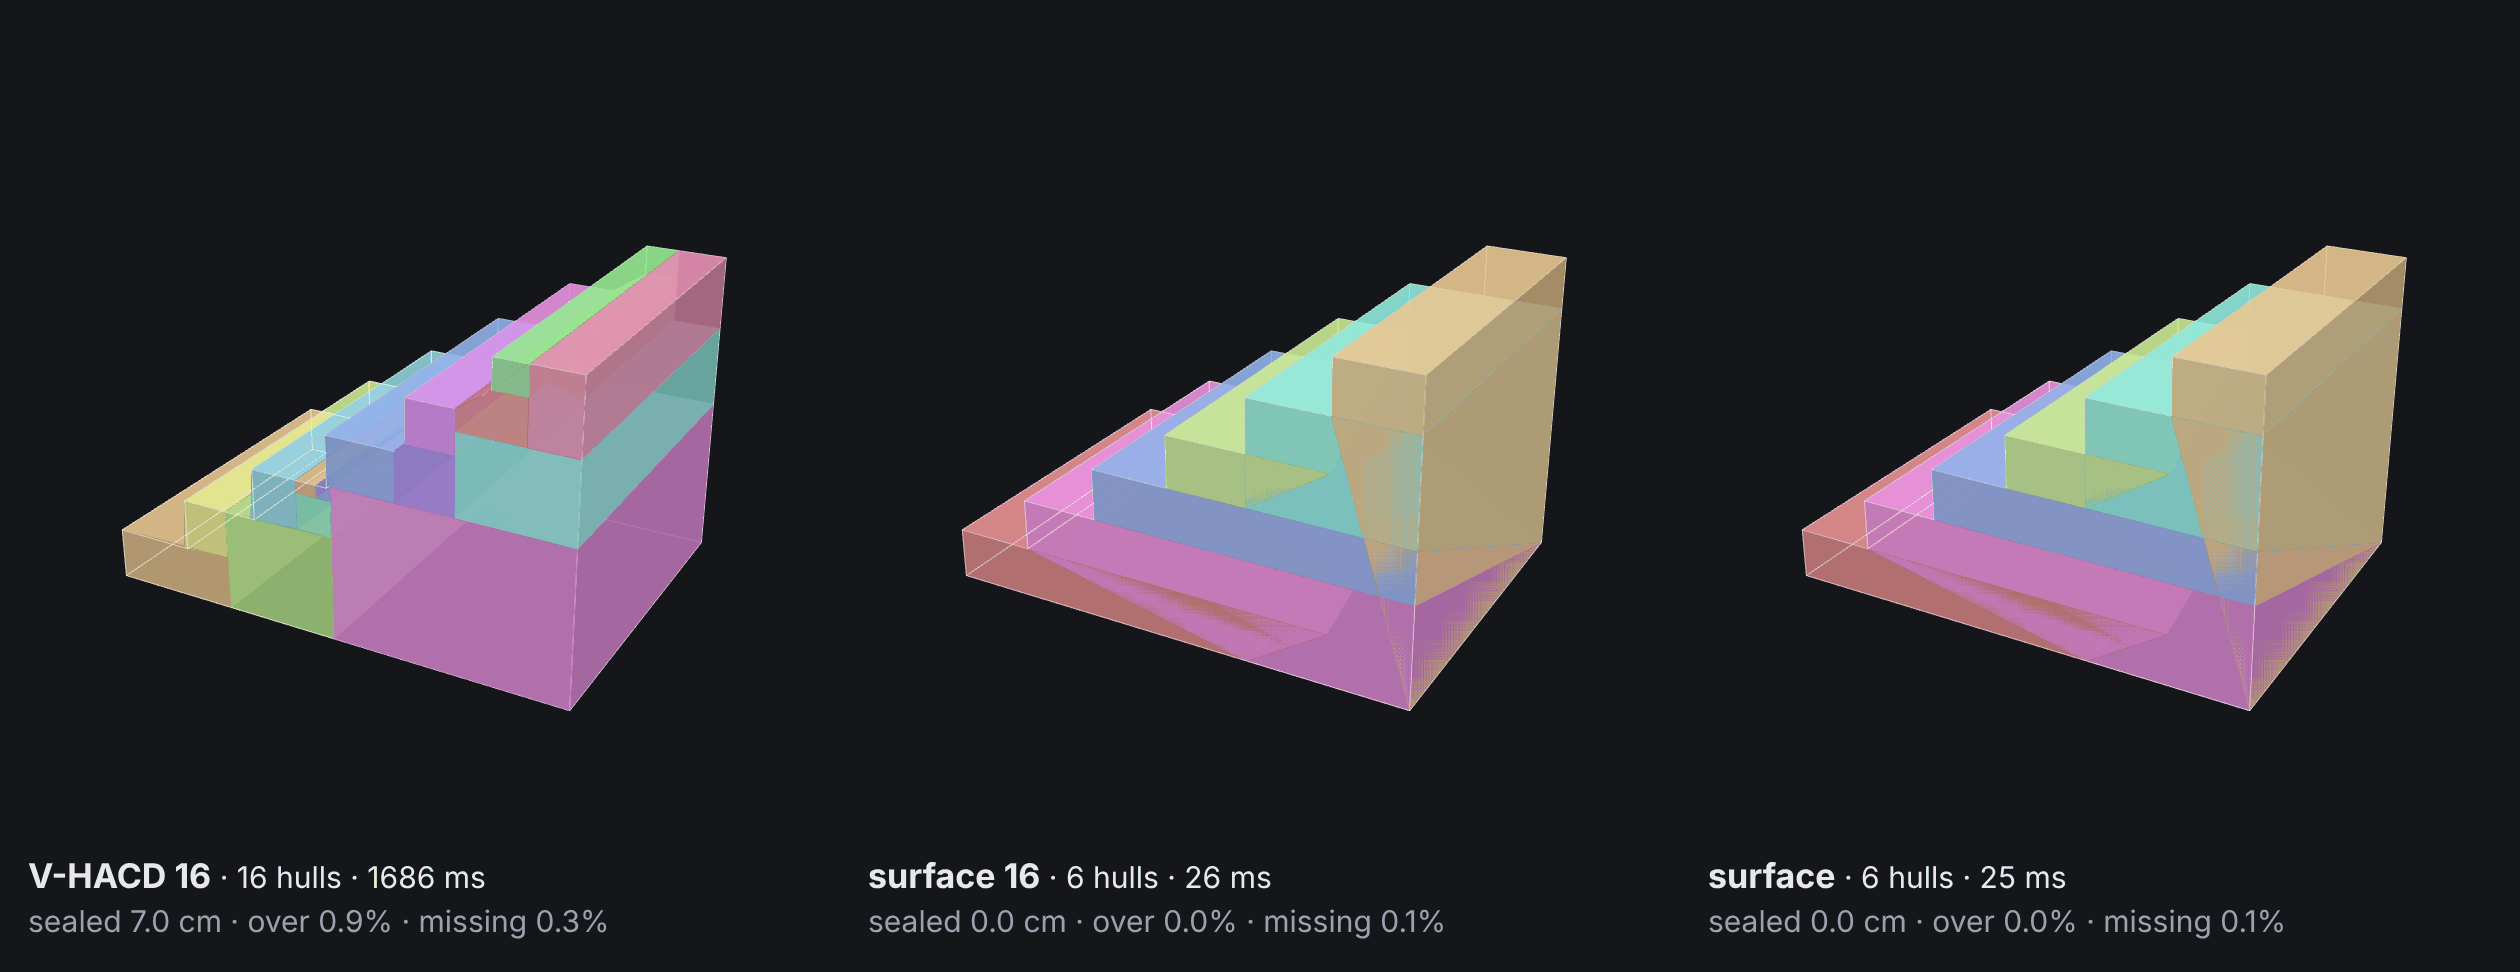 V-HACD 16 · 16 hulls · 1686 ms
sealed 7.0 cm · over 0.9% · missing 0.3%
surface 16 · 6 hulls · 26 ms
sealed 0.0 cm · over 0.0% · missing 0.1%
surface · 6 hulls · 25 ms
sealed 0.0 cm · over 0.0% · missing 0.1%